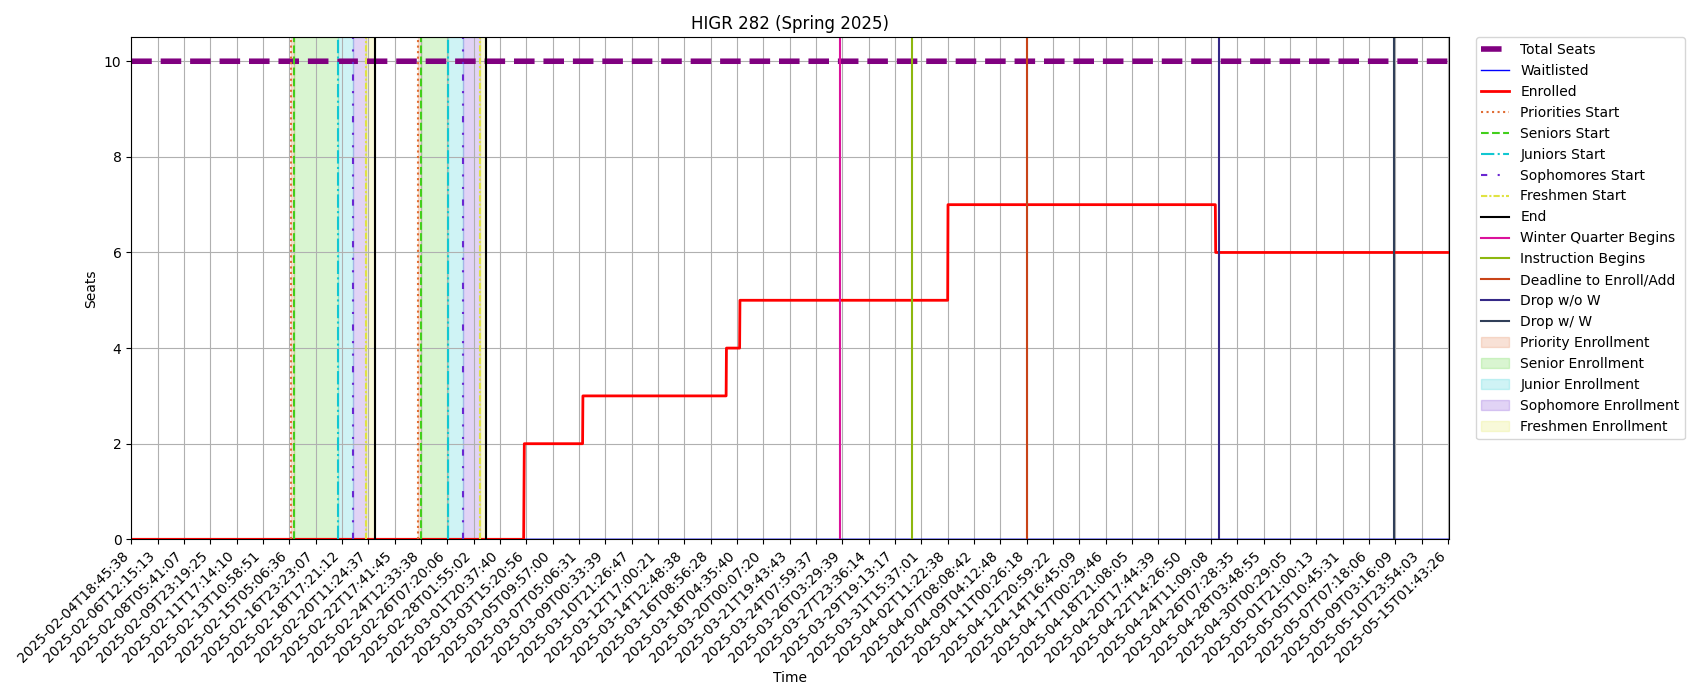 HIGR 282 (Spring 2025)
Seats
10
8
6
4
2
0
2025-02-04T18:45:38
2025-02-06T12:15:13
2025-02-08T05:41:07
2025-02-09T23:19:25
2025-02-11T17:14:10
2025-02-13T10:58:51
2025-02-15T05:06:36
2025-02-16T23:23:07
2025-02-18T17:21:12
2025-02-20T11:24:37
2025-02-22T17:41:45
2025-02-24T12:33:38
2025-02-26T07:20:06
2025-02-28T01:55:02
2025-03-01T20:37:40
2025-03-03T15:20:56
2025-03-05T09:57:00
2025-03-07T05:06:31
2025-03-09T00:33:39
2025-03-10T21:26:47
2025-03-12T17:00:21
2025-03-14T12:48:38
2025-03-16T08:56:28
2025-03-18T04:35:40
2025-03-20T00:07:20
2025-03-21T19:43:43
2025-03-24T07:59:37
2025-03-26T03:29:39
2025-03-27T23:36:14
2025-03-29T19:13:17
2025-03-31T15:37:01
2025-04-02T11:22:38
2025-04-07T08:08:42
2025-04-09T04:12:48
2025-04-11T00:26:18
2025-04-12T20:59:22
2025-04-14T16:45:09
2025-04-17T00:29:46
2025-04-18T21:08:05
2025-04-20T17:44:39
2025-04-22T14:26:50
2025-04-24T11:09:08
2025-04-26T07:28:35
2025-04-28T03:48:55
2025-04-30T00:29:05
2025-05-01T21:00:13
2025-05-05T10:45:31
2025-05-07T07:18:06
2025-05-09T03:16:09
2025-05-10T23:54:03
2025-05-15T01:43:26
Time
Total Seats
Waitlisted
Enrolled
Priorities Start
Seniors Start
Juniors Start
Sophomores Start
Freshmen Start
End
Winter Quarter Begins
Instruction Begins
Deadline to Enroll/Add
Drop w/o W
Drop w/ W
Priority Enrollment
Senior Enrollment
Junior Enrollment
Sophomore Enrollment
Freshmen Enrollment